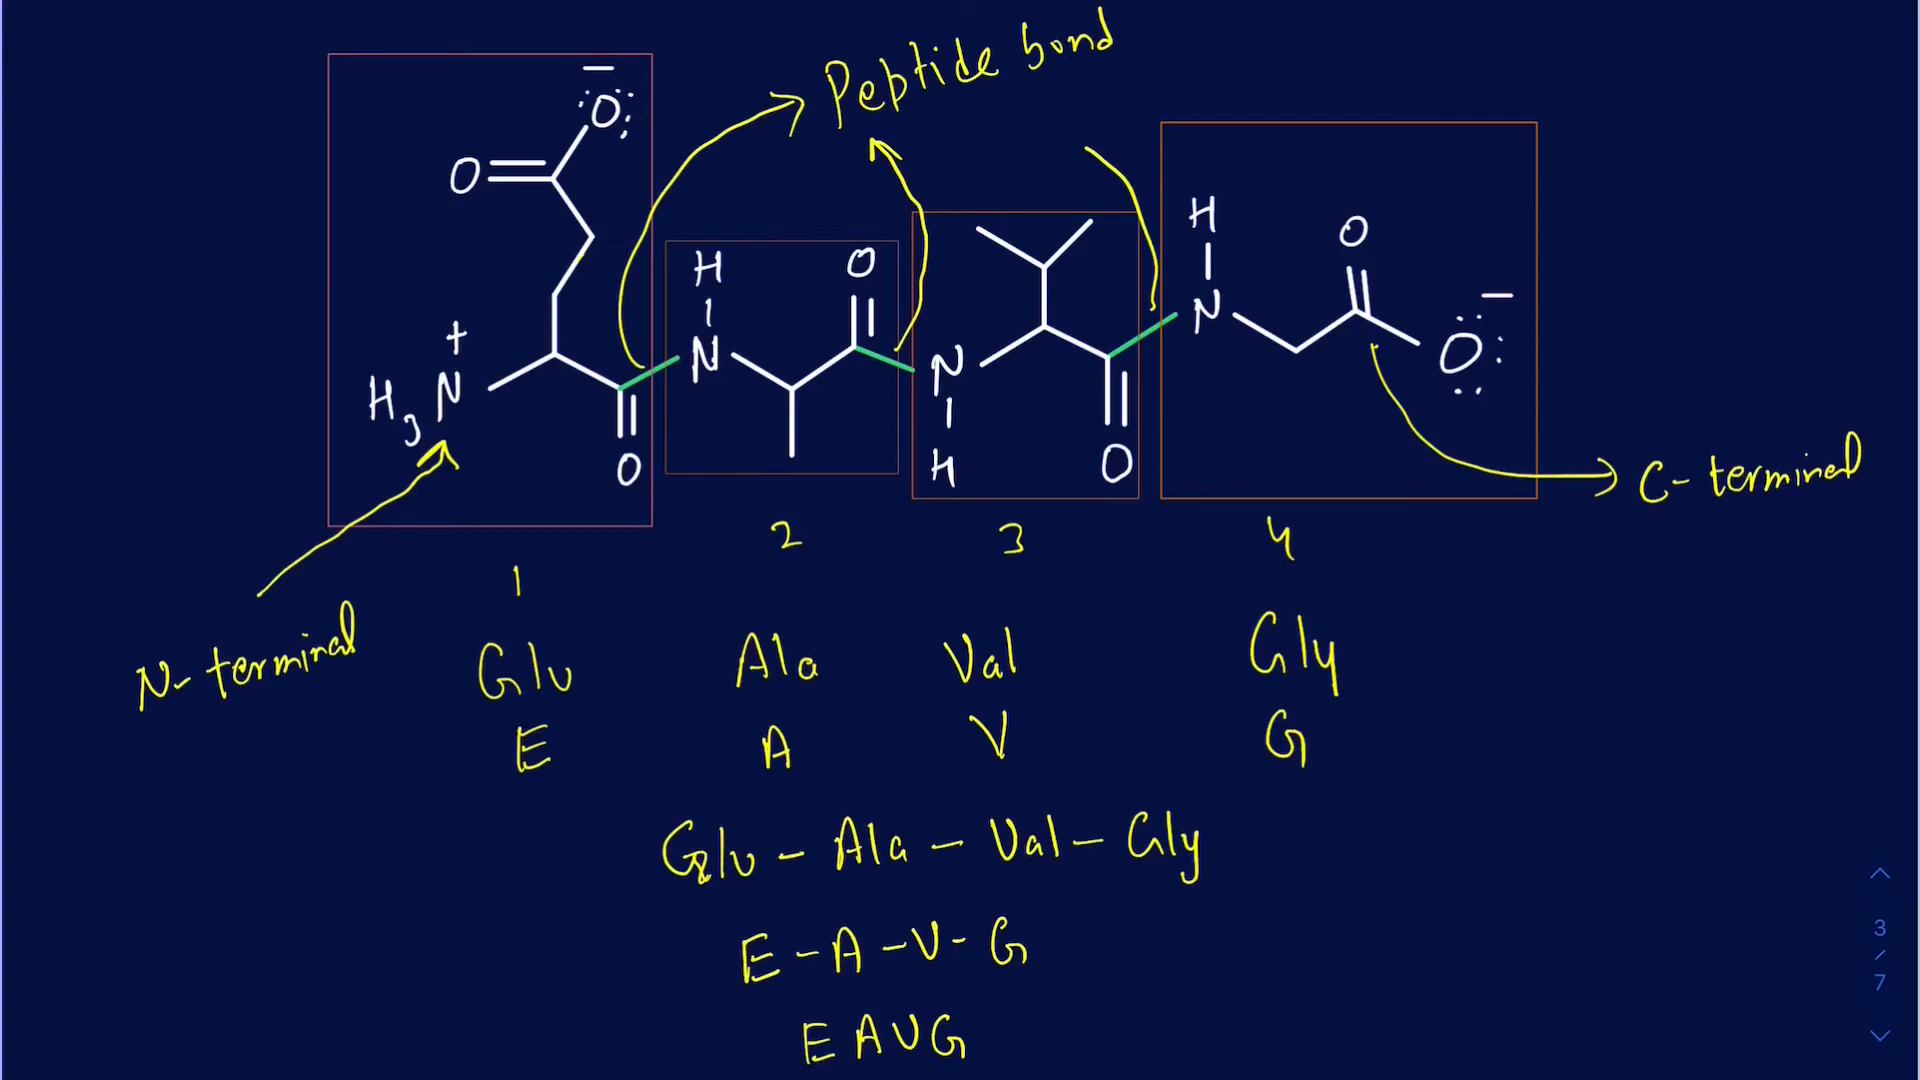 Peptide bond
O
O
H
O
H
O
H
N
+
H3N
O
N
H
N
O
O
H
O
N-terminal
C-terminal
1 2 3 4
Glu Ala Val Gly
E A V G
Glu - Ala - Val - Gly
E - A - V - G
EAVG
3
/
7